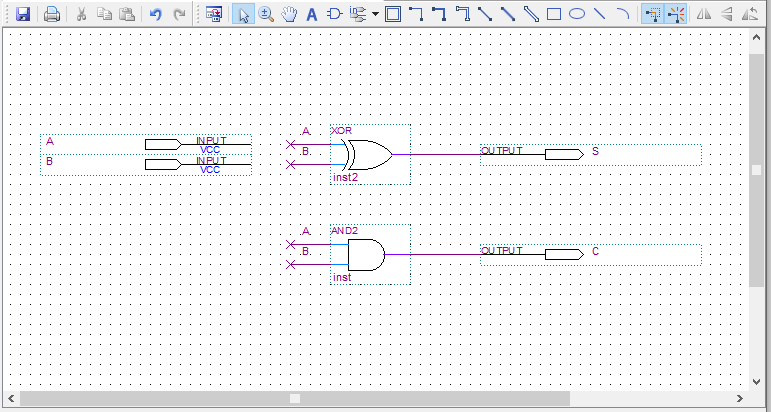 A
INPUT
VCC
B
INPUT
VCC
A
XOR
B
inst2
OUTPUT
S
A
AND2
B
inst
OUTPUT
C
A